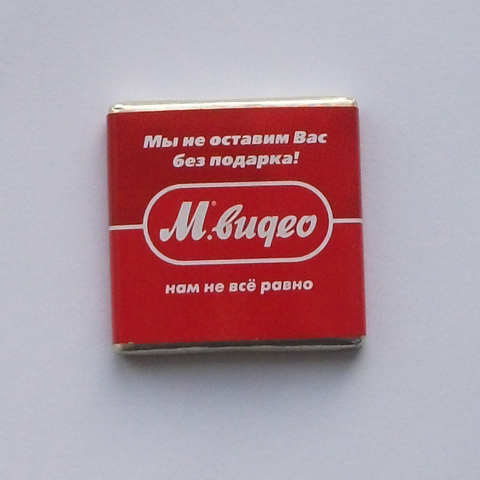 Мы не оставим Вас
без подарка!
М.видео®
нам не всё равно